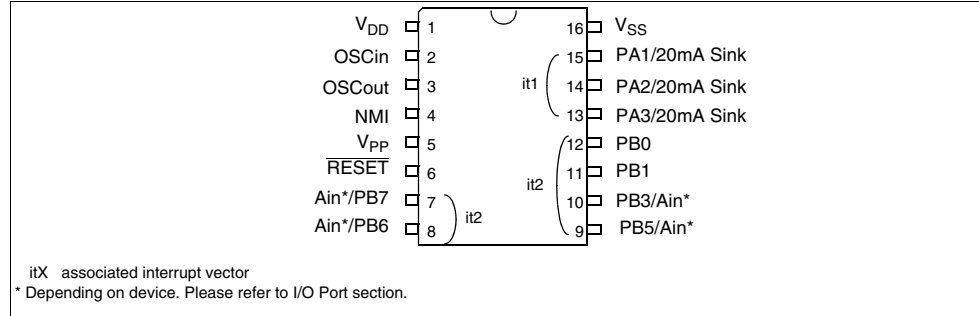 VDD 1 16 VSS
OSCin 2 15 PA1/20mA Sink
OSCout 3 it1 14 PA2/20mA Sink
NMI 4 13 PA3/20mA Sink
VPP 5 12 PB0
RESET 6 it2 11 PB1
Ain*/PB7 7 it2 10 PB3/Ain*
Ain*/PB6 8 9 PB5/Ain*
itX associated interrupt vector
* Depending on device. Please refer to I/O Port section.